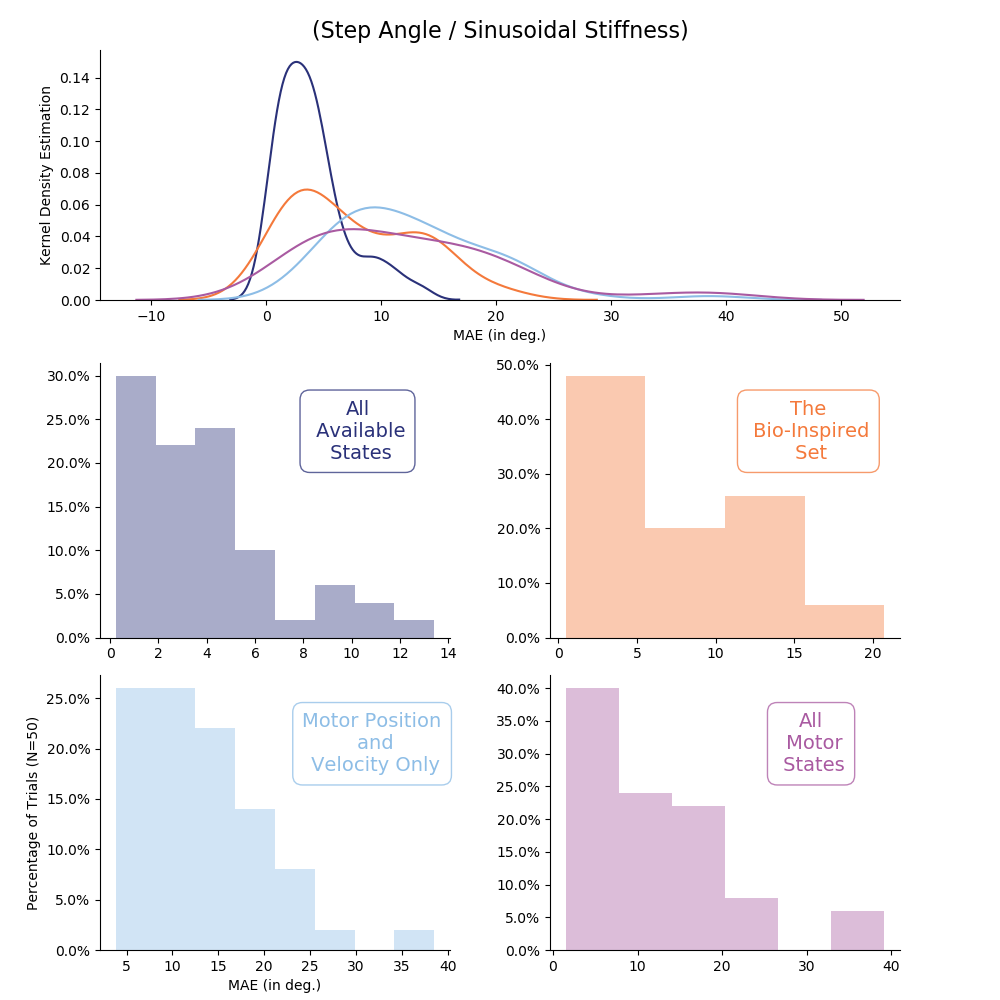 (Step Angle / Sinusoidal Stiffness)
Kernel Density Estimation
0.14
0.12
0.10
0.08
0.06
0.04
0.02
0.00
−10 0 10 20 30 40 50
MAE (in deg.)
30.0%
25.0%
20.0%
15.0%
10.0%
5.0%
0.0%
All
Available
States
0 2 4 6 8 10 12 14
50.0%
40.0%
30.0%
20.0%
10.0%
0.0%
The
Bio-Inspired
Set
0 5 10 15 20
Percentage of Trials (N=50)
25.0%
20.0%
15.0%
10.0%
5.0%
0.0%
Motor Position
and
Velocity Only
5 10 15 20 25 30 35 40
MAE (in deg.)
40.0%
35.0%
30.0%
25.0%
20.0%
15.0%
10.0%
5.0%
0.0%
All
Motor
States
0 10 20 30 40